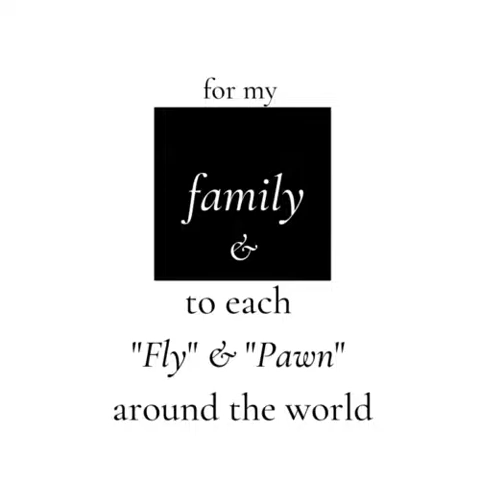 for my
family
&
to each
"Fly" & "Pawn"
around the world